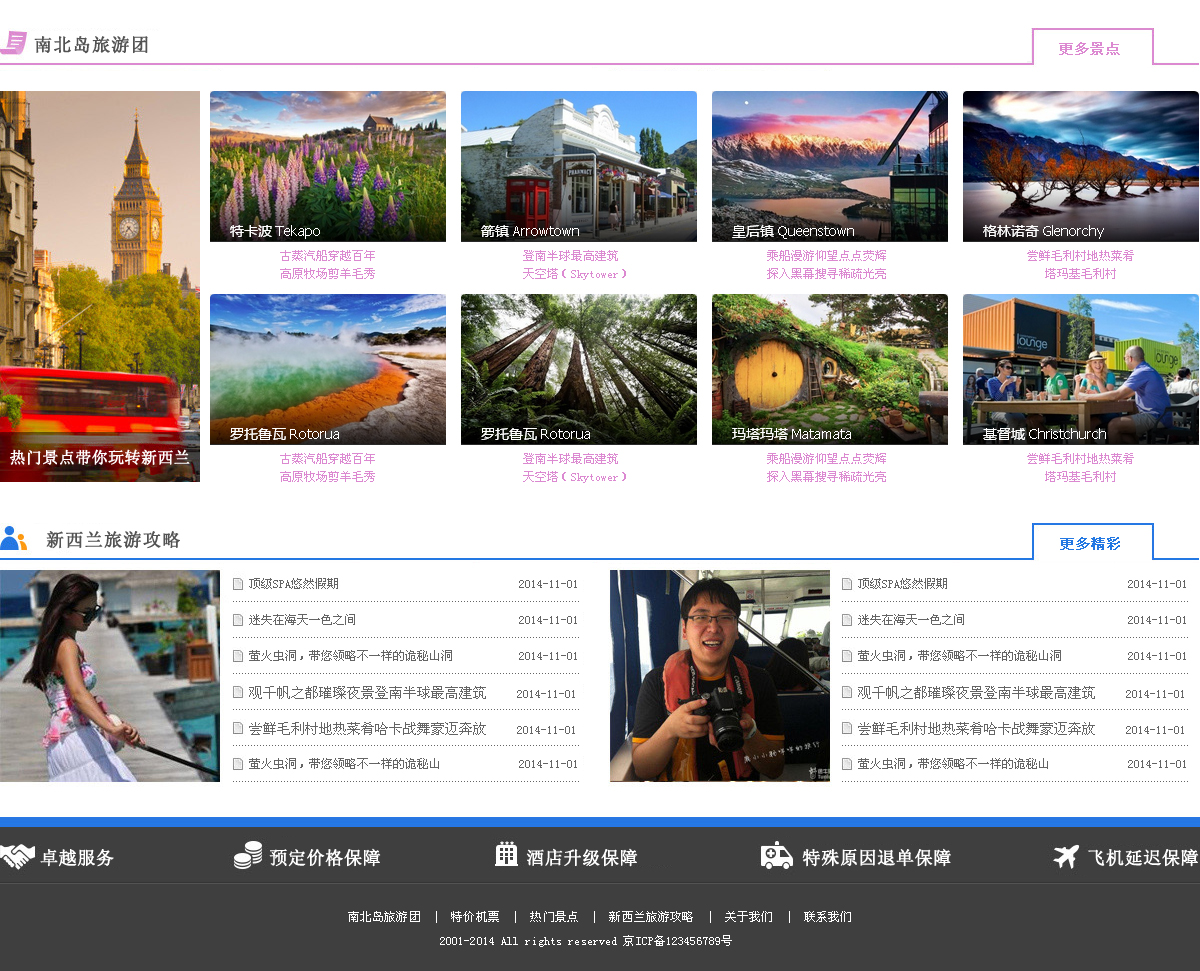 南北岛旅游团
更多景点
热门景点带你玩转新西兰
PHARMACY
特卡波 Tekapo
箭镇 Arrowtown
皇后镇 Queenstown
格林诺奇 Glenorchy
古蒸汽船穿越百年
高原牧场剪羊毛秀
登南半球最高建筑
天空塔（Skytower）
乘船漫游仰望点点荧辉
探入黑幕搜寻稀疏光亮
尝鲜毛利村地热菜肴
塔玛基毛利村
lounge
lounge
罗托鲁瓦 Rotorua
罗托鲁瓦 Rotorua
玛塔玛塔 Matamata
基督城 Christchurch
古蒸汽船穿越百年
高原牧场剪羊毛秀
登南半球最高建筑
天空塔（Skytower）
乘船漫游仰望点点荧辉
探入黑幕搜寻稀疏光亮
尝鲜毛利村地热菜肴
塔玛基毛利村
新西兰旅游攻略
更多精彩
顶级SPA悠然假期 2014-11-01
迷失在海天一色之间 2014-11-01
萤火虫洞，带您领略不一样的诡秘山洞 2014-11-01
观千帆之都璀璨夜景登南半球最高建筑 2014-11-01
尝鲜毛利村地热菜肴哈卡战舞豪迈奔放 2014-11-01
萤火虫洞，带您领略不一样的诡秘山 2014-11-01
顶级SPA悠然假期 2014-11-01
迷失在海天一色之间 2014-11-01
萤火虫洞，带您领略不一样的诡秘山洞 2014-11-01
观千帆之都璀璨夜景登南半球最高建筑 2014-11-01
尝鲜毛利村地热菜肴哈卡战舞豪迈奔放 2014-11-01
萤火虫洞，带您领略不一样的诡秘山 2014-11-01
卓越服务
预定价格保障
酒店升级保障
特殊原因退单保障
飞机延迟保障
南北岛旅游团 | 特价机票 | 热门景点 | 新西兰旅游攻略 | 关于我们 | 联系我们
2001-2014 All rights reserved 京ICP备123456789号